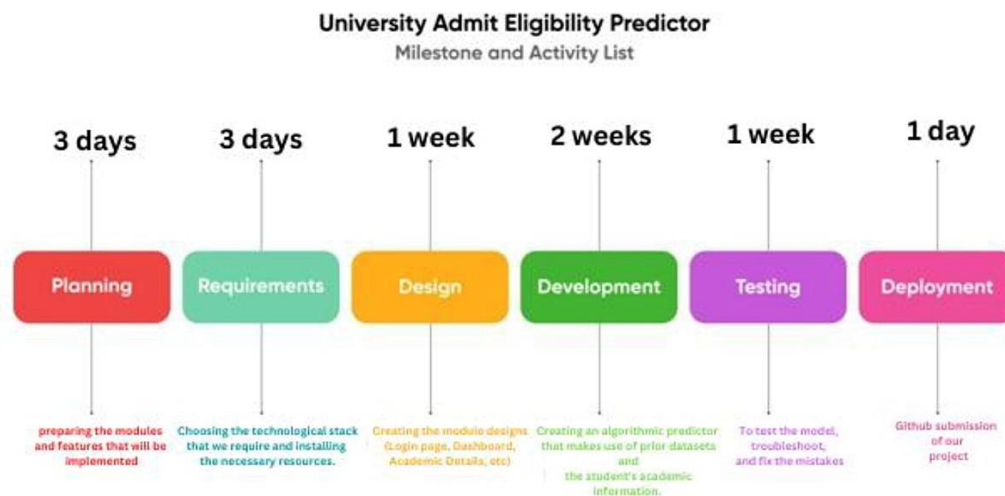 University Admit Eligibility Predictor
Milestone and Activity List
3 days
3 days
1 week
2 weeks
1 week
1 day
Planning
Requirements
Design
Development
Testing
Deployment
preparing the modules
and features that will be
implemented
Choosing the technological stack
that we require and installing
the necessary resources.
Creating the module designs
(Login page, Dashboard,
Academic Details, etc)
Creating an algorithmic predictor
that makes use of prior datasets
and
the student's academic
information.
To test the model,
troubleshoot,
and fix the mistakes
Github submission
of our
project